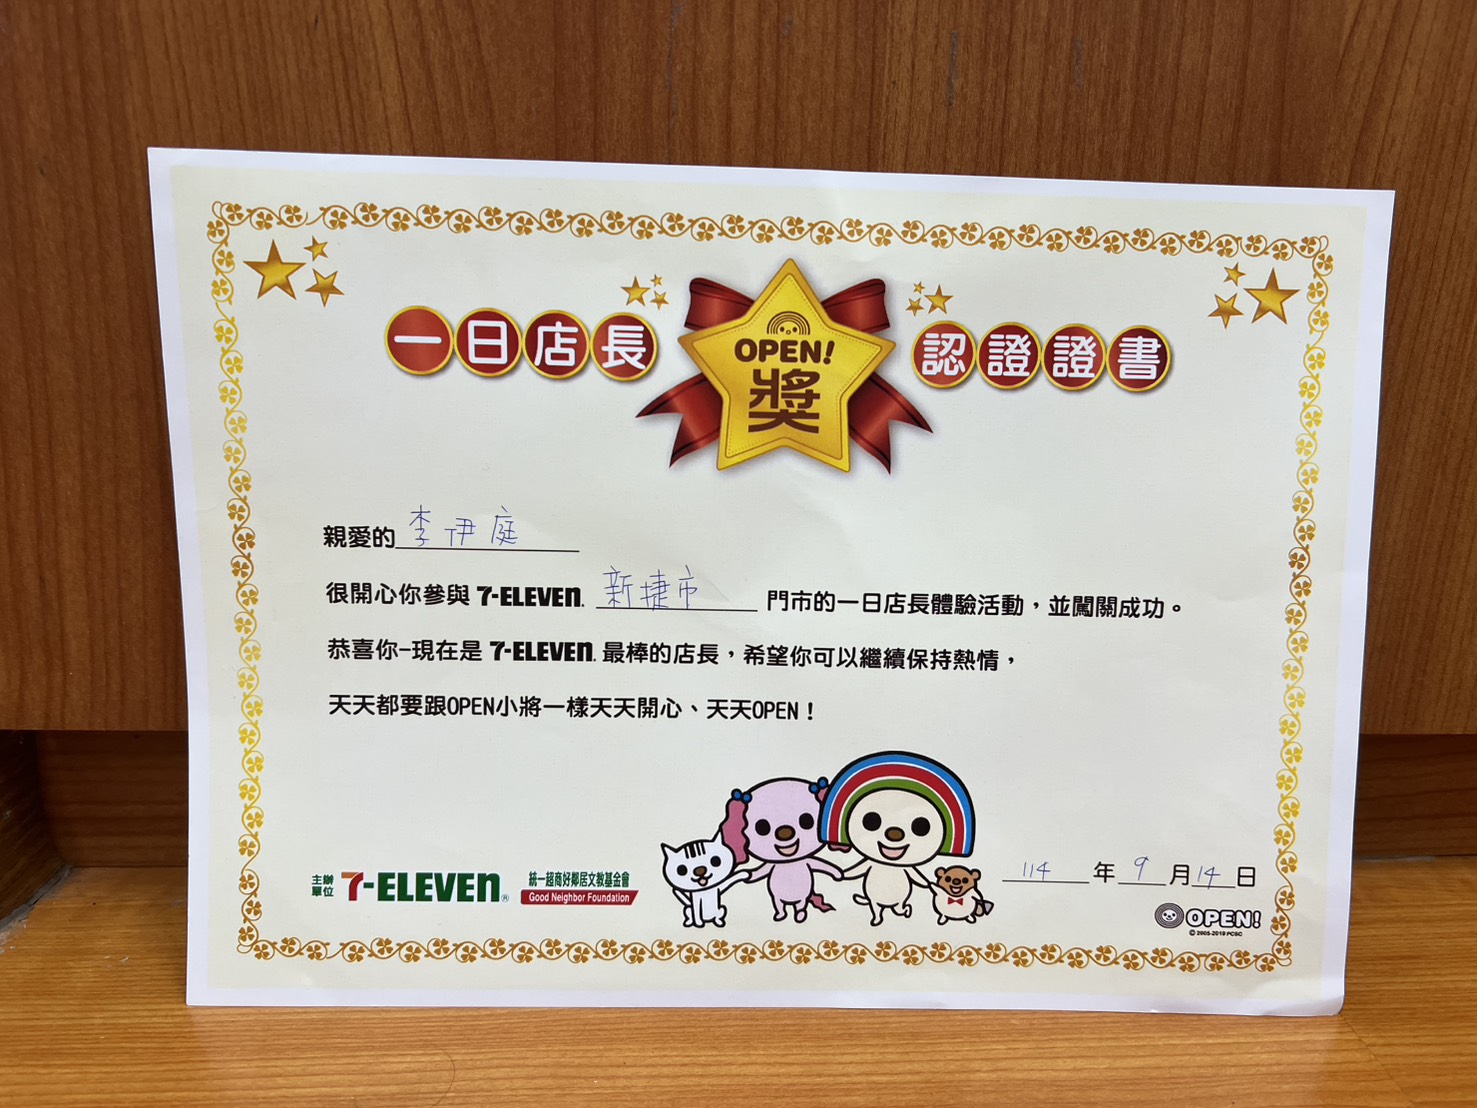 一日店長 OPEN!獎 認證證書
親愛的 李伊庭
很開心你參與 7-ELEVEN. 新捷市 門市的一日店長體驗活動，並闖關成功。
恭喜你-現在是 7-ELEVEN. 最棒的店長，希望你可以繼續保持熱情，
天天都要跟OPEN小將一樣天天開心、天天OPEN！
114 年 9 月 14 日
主辦單位 7-ELEVEN® 統一超商好鄰居文教基金會
Good Neighbor Foundation
OPEN!
© 2005-2019 PCSC